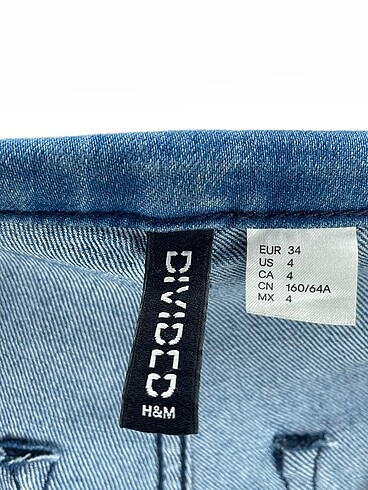 DIVIDED
H&M
EUR 34
US 4
CA 4
CN 160/64A
MX 4